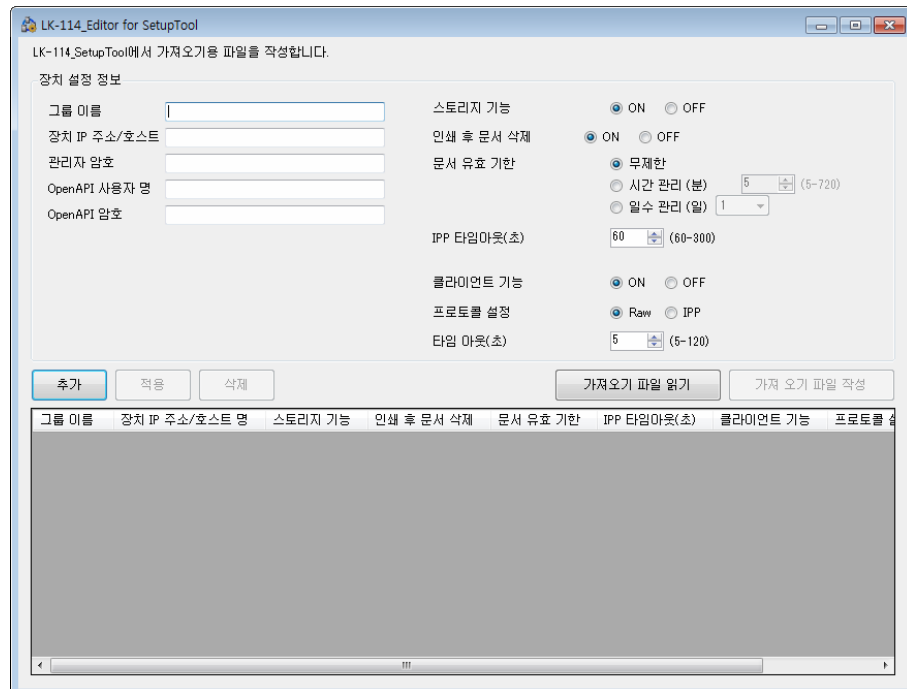 LK-114_Editor for SetupTool
LK-114_SetupTool에서 가져오기용 파일을 작성합니다.
장치 설정 정보
그룹 이름
장치 IP 주소/호스트
관리자 암호
OpenAPI 사용자 명
OpenAPI 암호
스토리지 기능 ON OFF
인쇄 후 문서 삭제 ON OFF
문서 유효 기한 무제한
시간 관리 (분) 5 (5-720)
일수 관리 (일) 1
IPP 타임아웃(초) 60 (60-300)
클라이언트 기능 ON OFF
프로토콜 설정 Raw IPP
타임 아웃(초) 5 (5-120)
추가 적용 삭제 가져오기 파일 읽기 가져 오기 파일 작성
그룹 이름 장치 IP 주소/호스트 명 스토리지 기능 인쇄 후 문서 삭제 문서 유효 기한 IPP 타임아웃(초) 클라이언트 기능 프로토콜